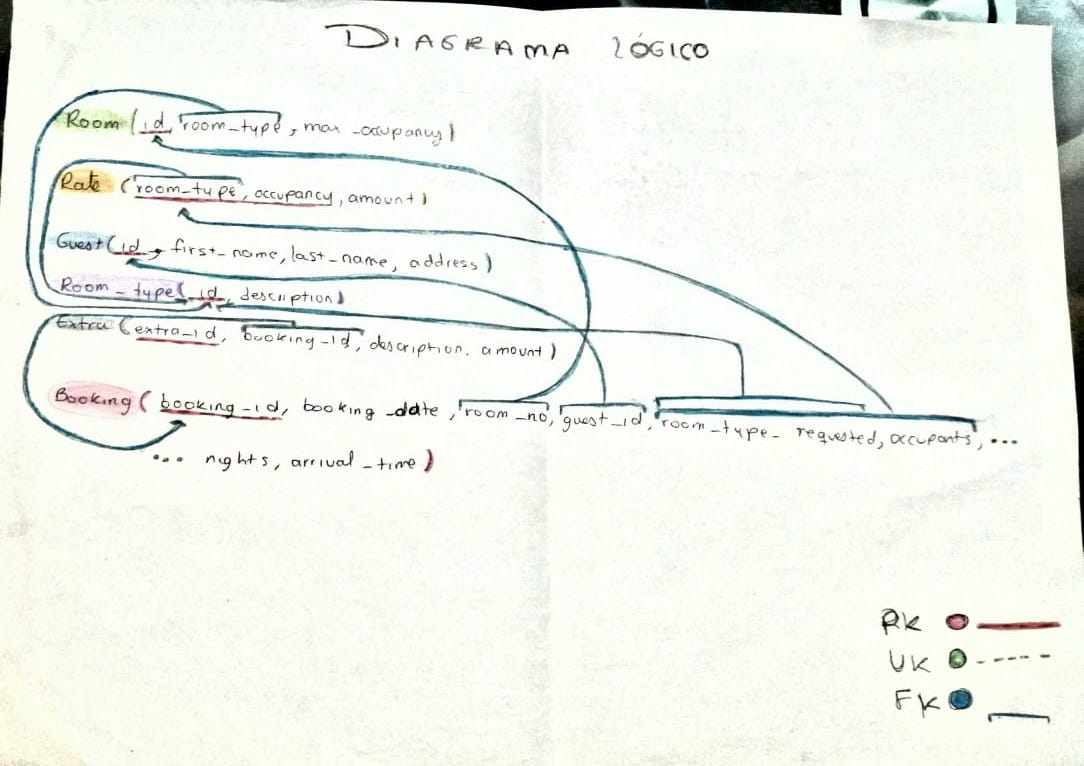 DIAGRAMA LÓGICO
Room (id, room_type, max_occupancy)
Rate (room_type, occupancy, amount)
Guest (id, first_name, last_name, address)
Room_type (id, description)
Extra (extra_id, booking_id, description, amount)
Booking (booking_id, booking_date, room_no, guest_id, room_type_requested, occupants, ...
... nights, arrival_time)
PK
UK
FK